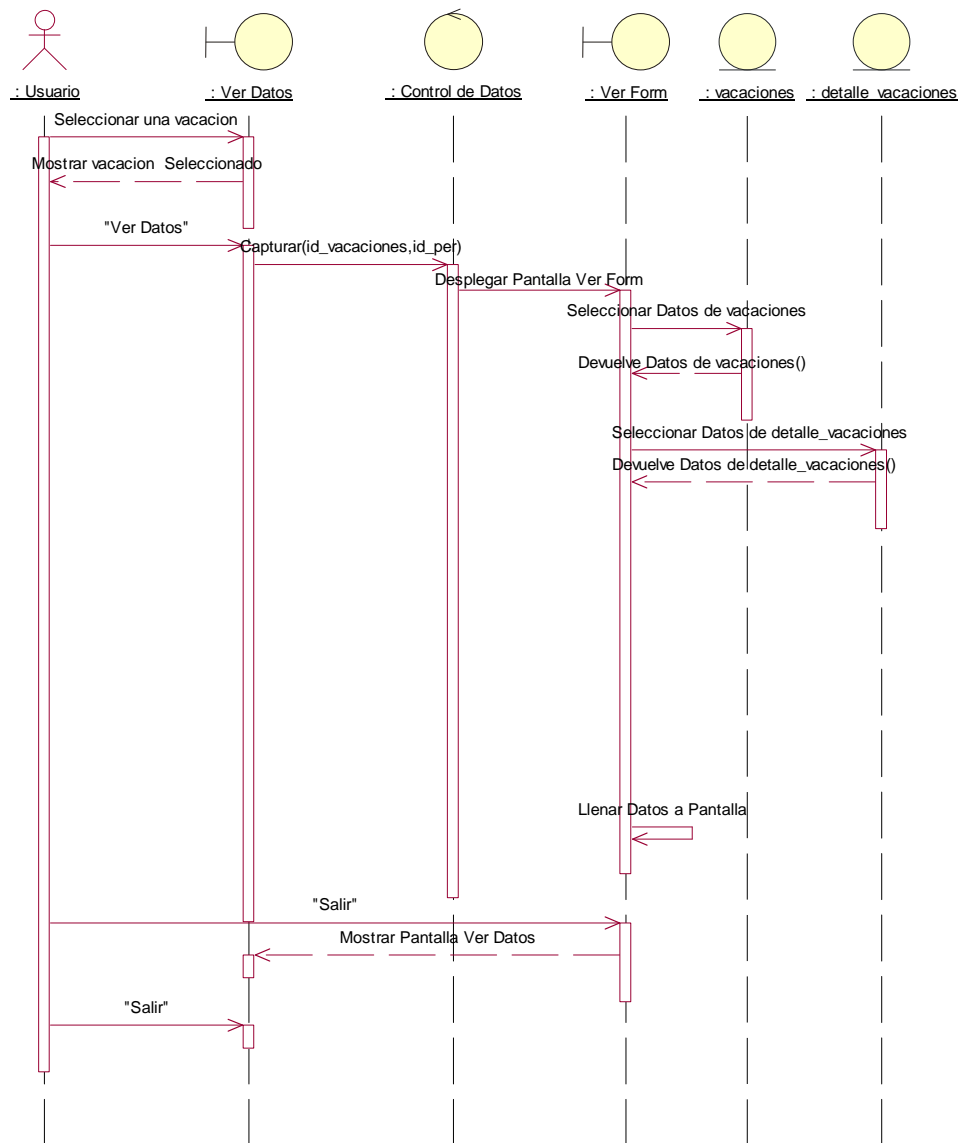 : Usuario
: Ver Datos
: Control de Datos
: Ver Form
: vacaciones
: detalle_vacaciones
Seleccionar una vacacion
Mostrar vacacion Seleccionado
"Ver Datos"
Capturar(id_vacaciones,id_per)
Desplegar Pantalla Ver Form
Seleccionar Datos de vacaciones
Devuelve Datos de vacaciones()
Seleccionar Datos de detalle_vacaciones
Devuelve Datos de detalle_vacaciones()
Llenar Datos a Pantalla
"Salir"
Mostrar Pantalla Ver Datos
"Salir"